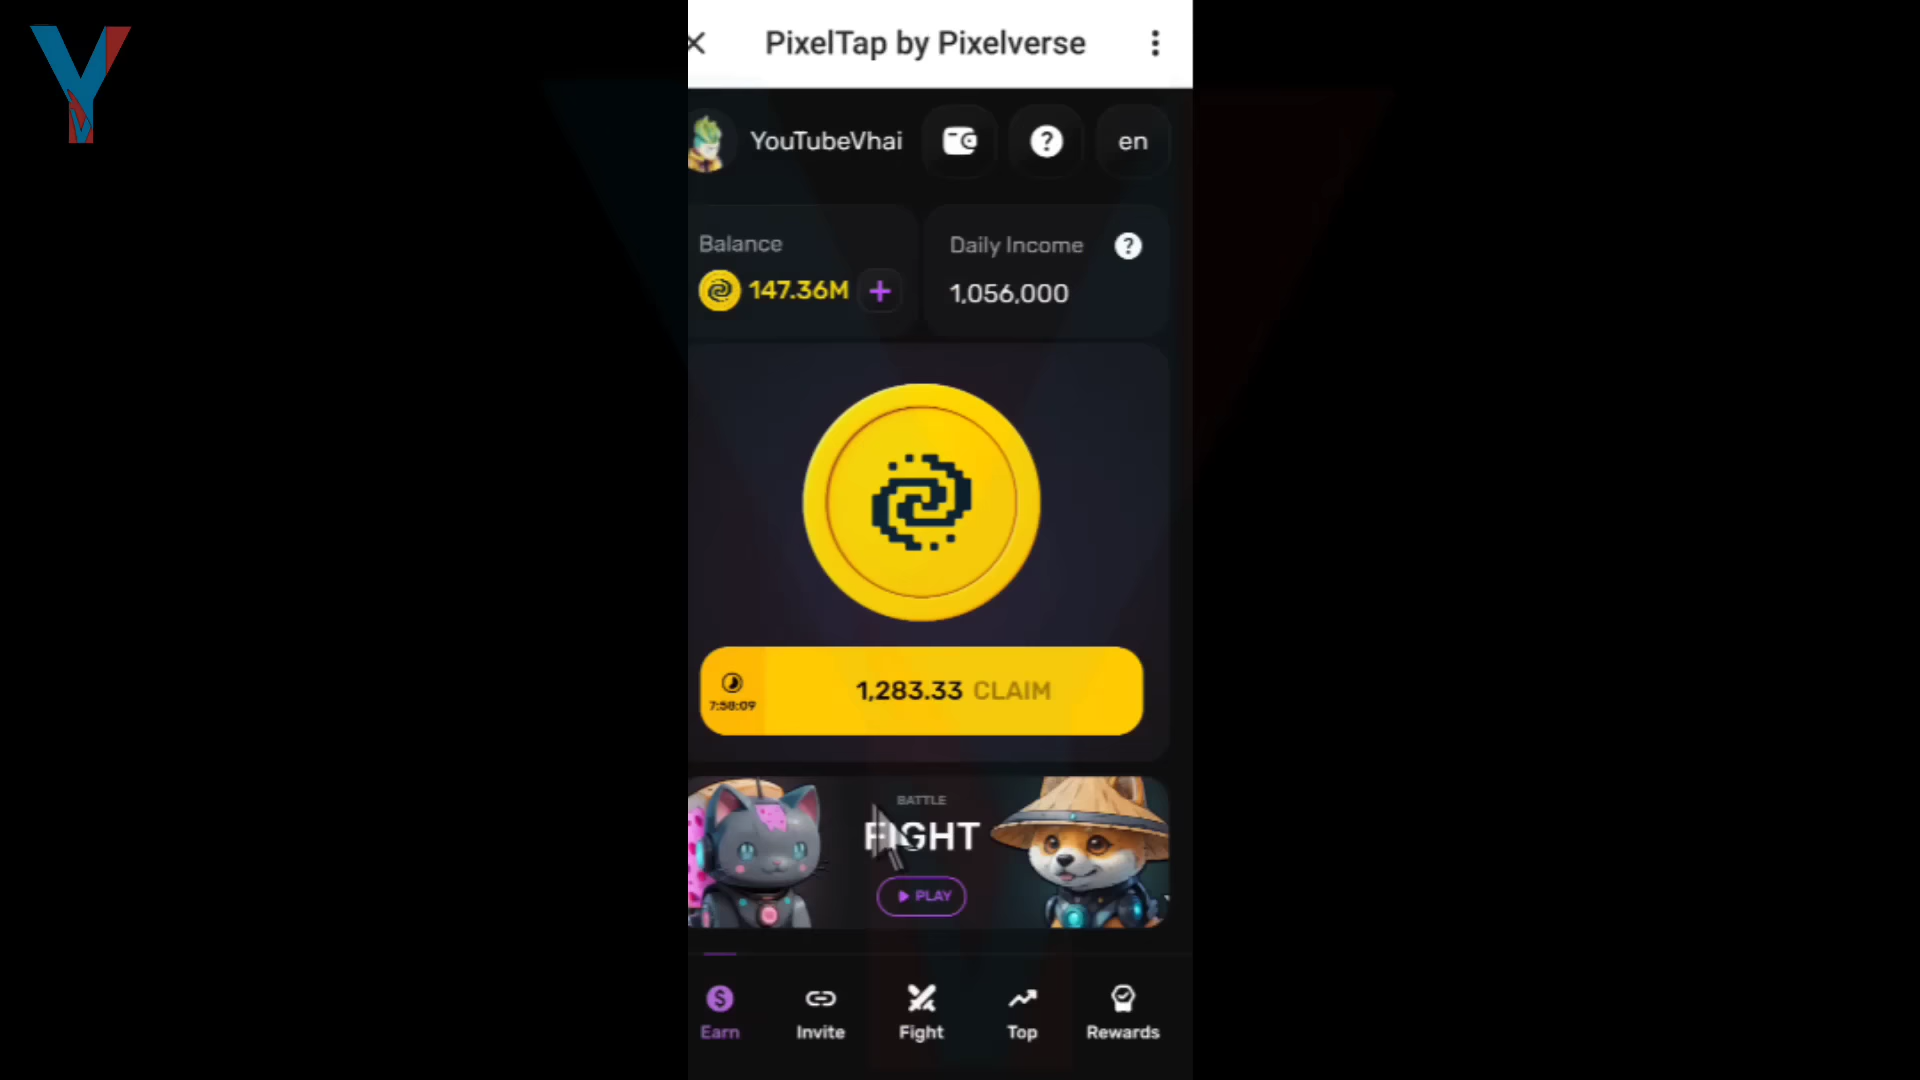 PixelTap by Pixelverse
YouTubeVhai
en
Balance
147.36M +
Daily Income
1,056,000
7:58:09
1,283.33 CLAIM
BATTLE
FIGHT
PLAY
Earn
Invite
Fight
Top
Rewards